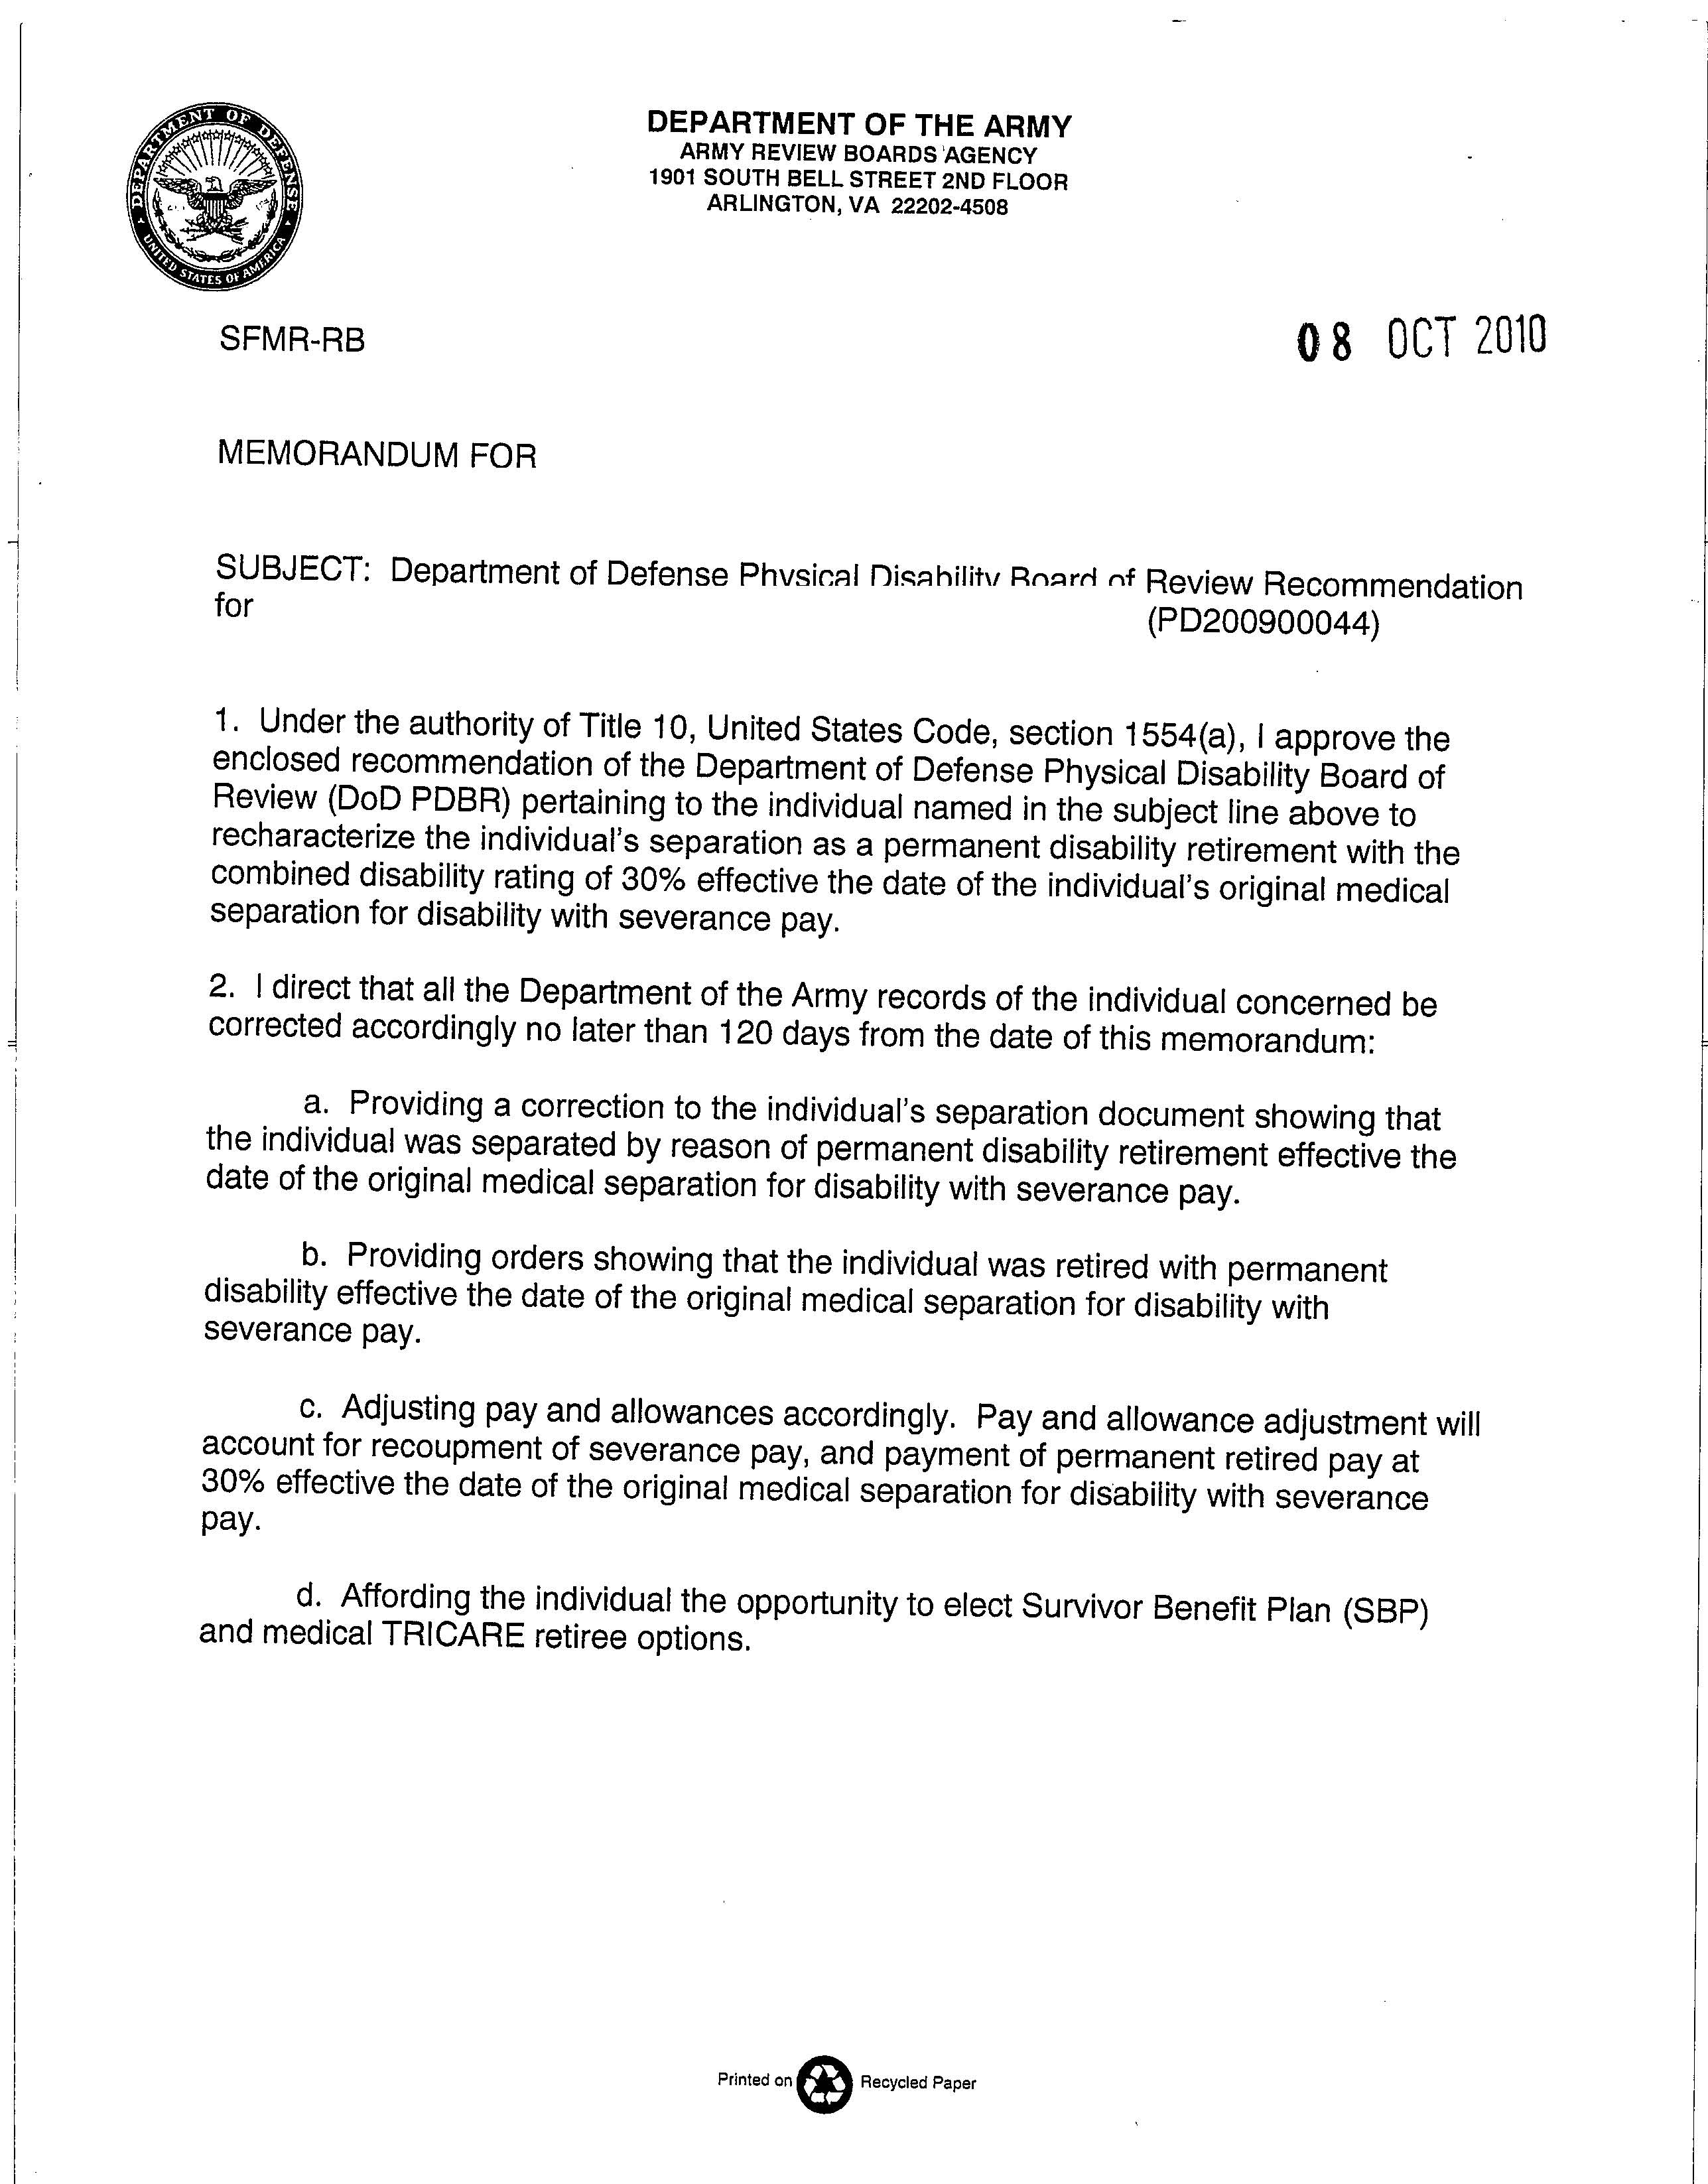 DEPARTMENT OF DEFENSE
UNITED STATES OF AMERICA
DEPARTMENT OF THE ARMY
ARMY REVIEW BOARDS AGENCY
1901 SOUTH BELL STREET 2ND FLOOR
ARLINGTON, VA 22202-4508
SFMR-RB
08 OCT 2010
MEMORANDUM FOR
SUBJECT: Department of Defense Physical Disability Board of Review Recommendation
for (PD200900044)
1. Under the authority of Title 10, United States Code, section 1554(a), I approve the
enclosed recommendation of the Department of Defense Physical Disability Board of
Review (DoD PDBR) pertaining to the individual named in the subject line above to
recharacterize the individual's separation as a permanent disability retirement with the
combined disability rating of 30% effective the date of the individual's original medical
separation for disability with severance pay.
2. I direct that all the Department of the Army records of the individual concerned be
corrected accordingly no later than 120 days from the date of this memorandum:
a. Providing a correction to the individual's separation document showing that
the individual was separated by reason of permanent disability retirement effective the
date of the original medical separation for disability with severance pay.
b. Providing orders showing that the individual was retired with permanent
disability effective the date of the original medical separation for disability with
severance pay.
c. Adjusting pay and allowances accordingly. Pay and allowance adjustment will
account for recoupment of severance pay, and payment of permanent retired pay at
30% effective the date of the original medical separation for disability with severance
pay.
d. Affording the individual the opportunity to elect Survivor Benefit Plan (SBP)
and medical TRICARE retiree options.
Printed on Recycled Paper